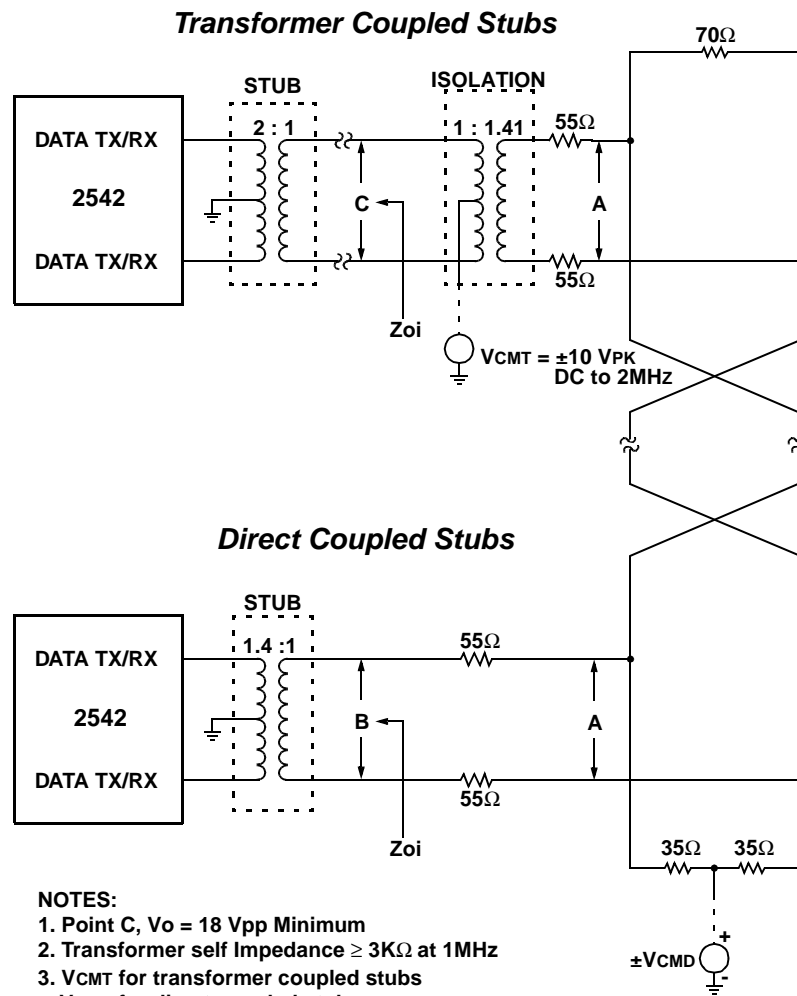 Transformer Coupled Stubs
70Ω
STUB
ISOLATION
DATA TX/RX
2542
DATA TX/RX
2 : 1
1 : 1.41
55Ω
C
A
55Ω
Zoi
VCMT = ±10 VPK
DC to 2MHZ
Direct Coupled Stubs
STUB
DATA TX/RX
2542
DATA TX/RX
1.4 :1
55Ω
B
A
55Ω
Zoi
35Ω
35Ω
+
±VCMD
-
NOTES:
1. Point C, Vo = 18 Vpp Minimum
2. Transformer self Impedance ≥ 3KΩ at 1MHz
3. VCMT for transformer coupled stubs